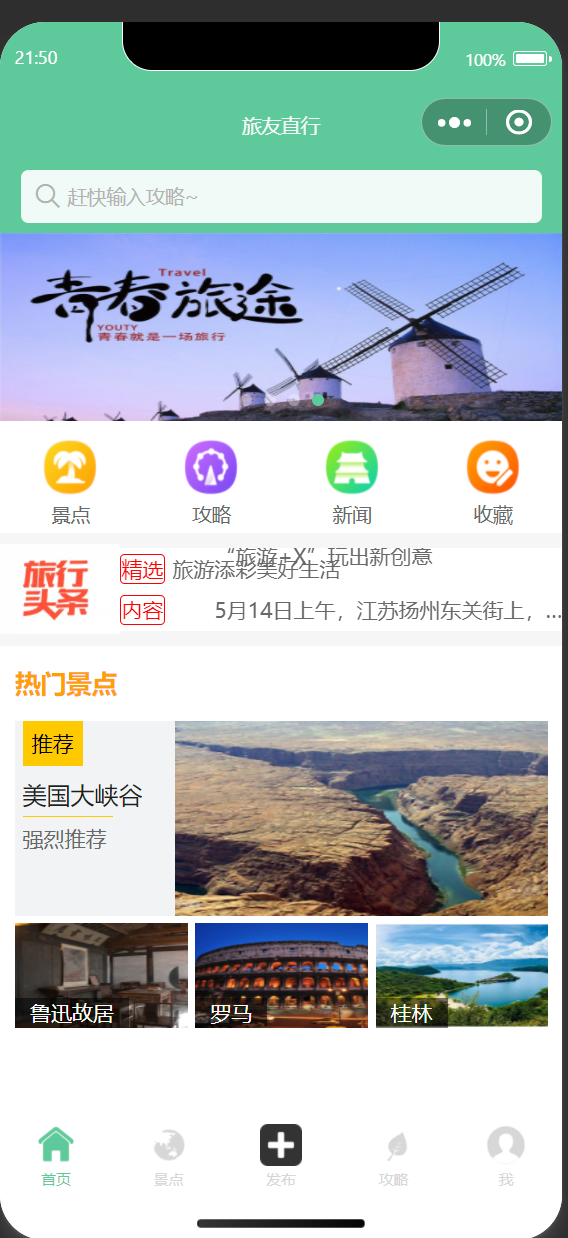 21:50
100%
旅友直行
赶快输入攻略~
Travel
青春旅途
YOUTY
青春就是一场旅行
景点
攻略
新闻
收藏
旅行
头条
“旅游+X”玩出新创意
精选 旅游添彩美好生活
内容 5月14日上午，江苏扬州东关街上，...
热门景点
推荐
美国大峡谷
强烈推荐
鲁迅故居
罗马
桂林
首页
景点
发布
攻略
我